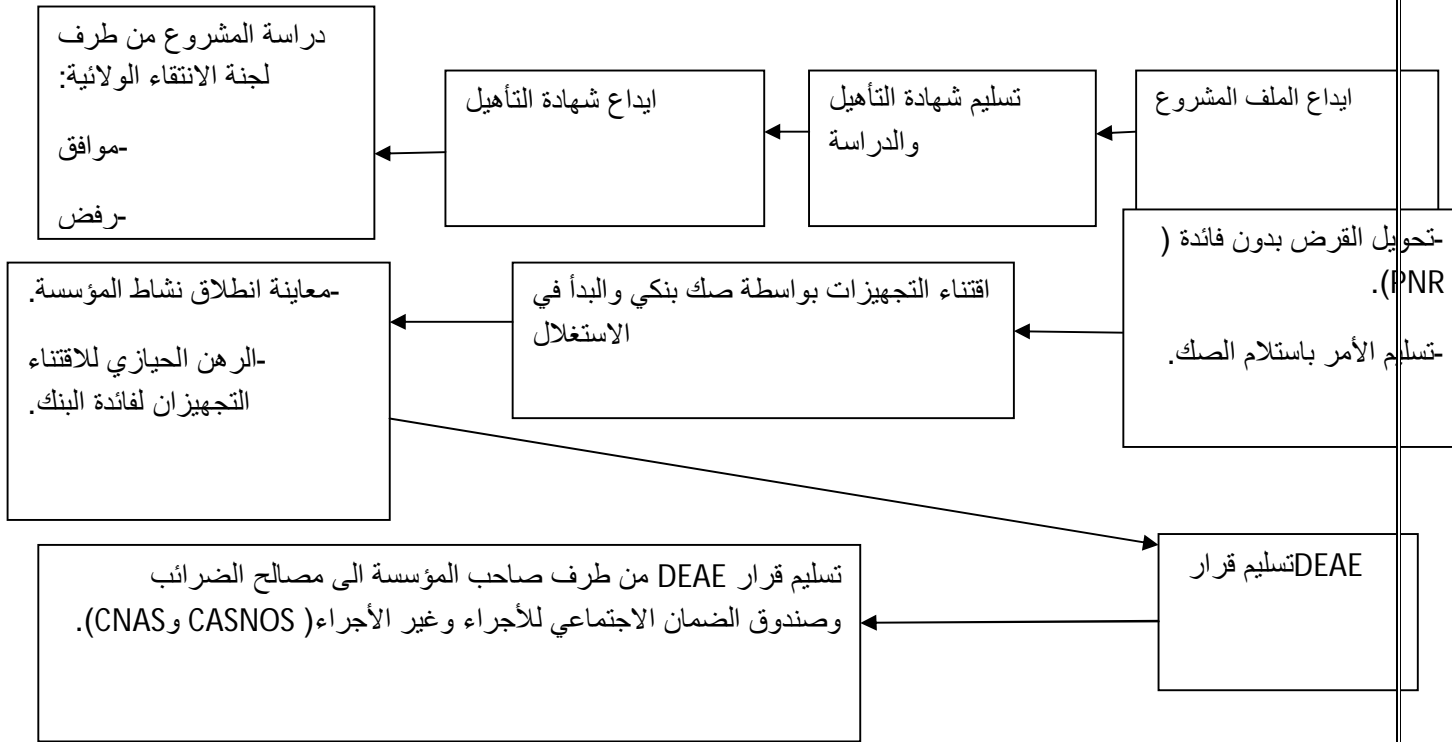 ايداع الملف المشروع
تسليم شهادة التأهيل
والدراسة
ايداع شهادة التأهيل
دراسة المشروع من طرف
لجنة الانتقاء الولائية:
-موافق
-رفض
-تحويل القرض بدون فائدة (
PNR).
-تسليم الأمر باستلام الصك.
اقتناء التجهيزات بواسطة صك بنكي والبدأ في
الاستغلال
-معاينة انطلاق نشاط المؤسسة.
-الرهن الحيازي للاقتناء
التجهيزان لفائدة البنك.
DEAEتسليم قرار
تسليم قرار DEAE من طرف صاحب المؤسسة الى مصالح الضرائب
وصندوق الضمان الاجتماعي للأجراء وغير الأجراء( CASNOS وCNAS).